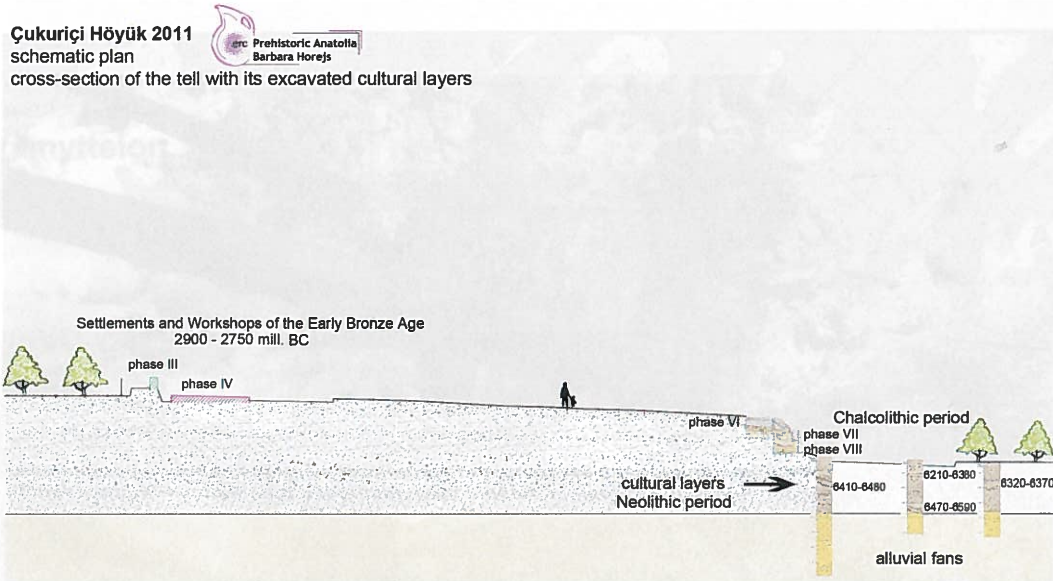 Çukuriçi Höyük 2011
schematic plan
cross-section of the tell with its excavated cultural layers
erc Prehistoric Anatolia
Barbara Horejs
Settlements and Workshops of the Early Bronze Age
2900 - 2750 mill. BC
phase III
phase IV
phase VI
Chalcolithic period
phase VII
phase VIII
cultural layers
Neolithic period
6410-6480
6210-6380
6470-6590
6320-6370
alluvial fans